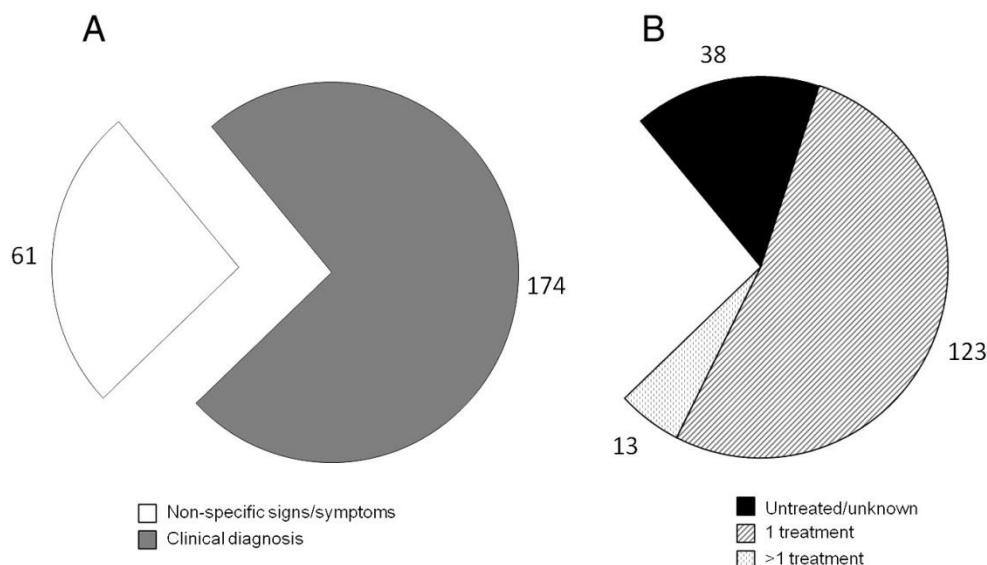 A
61
174
Non-specific signs/symptoms
Clinical diagnosis
B
38
123
13
Untreated/unknown
1 treatment
>1 treatment